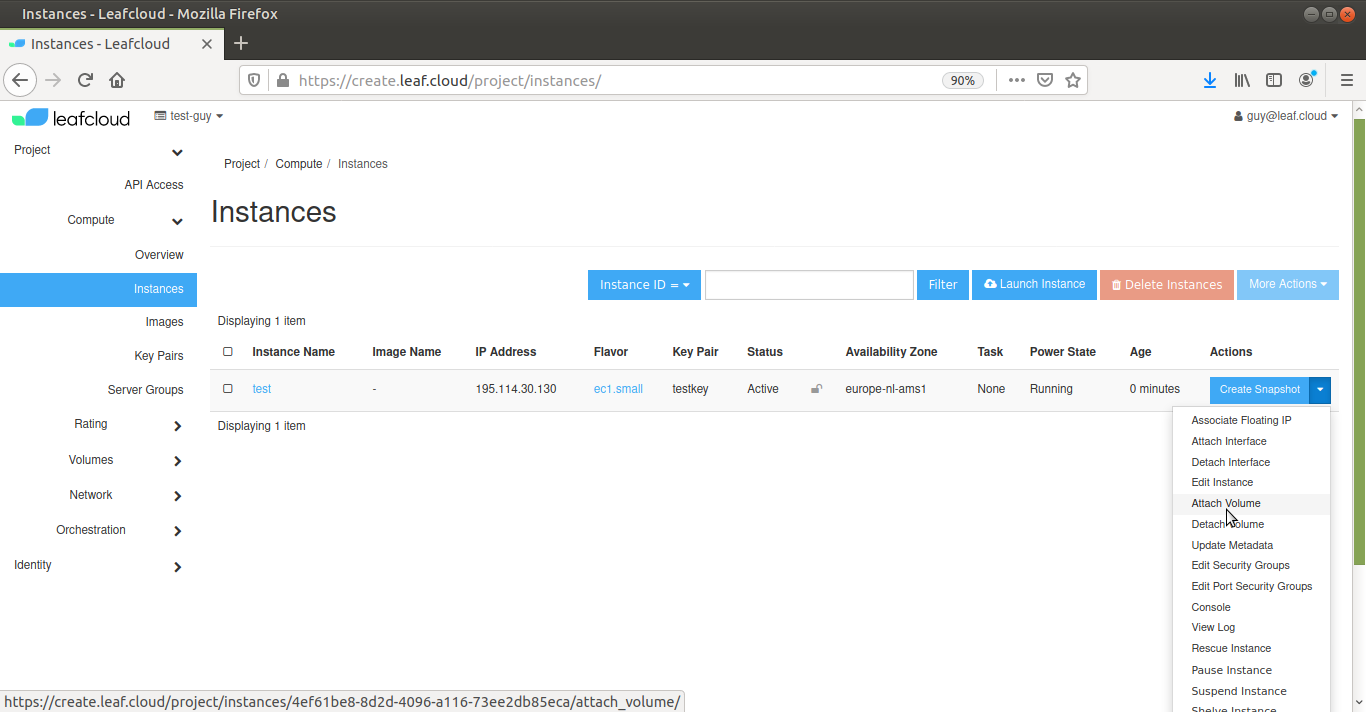 Instances - Leafcloud - Mozilla Firefox
Instances - Leafcloud
https://create.leaf.cloud/project/instances/
90%
leafcloud
test-guy
guy@leaf.cloud
Project
API Access
Compute
Overview
Instances
Images
Key Pairs
Server Groups
Rating
Volumes
Network
Orchestration
Identity
Project / Compute / Instances
Instances
Instance ID = Filter Launch Instance Delete Instances More Actions
Displaying 1 item
Instance Name Image Name IP Address Flavor Key Pair Status Availability Zone Task Power State Age Actions
test - 195.114.30.130 ec1.small testkey Active europe-nl-ams1 None Running 0 minutes Create Snapshot
Displaying 1 item
Associate Floating IP
Attach Interface
Detach Interface
Edit Instance
Attach Volume
Detach Volume
Update Metadata
Edit Security Groups
Edit Port Security Groups
Console
View Log
Rescue Instance
Pause Instance
Suspend Instance
Shelve Instance
https://create.leaf.cloud/project/instances/4ef61be8-8d2d-4096-a116-73ee2db85eca/attach_volume/